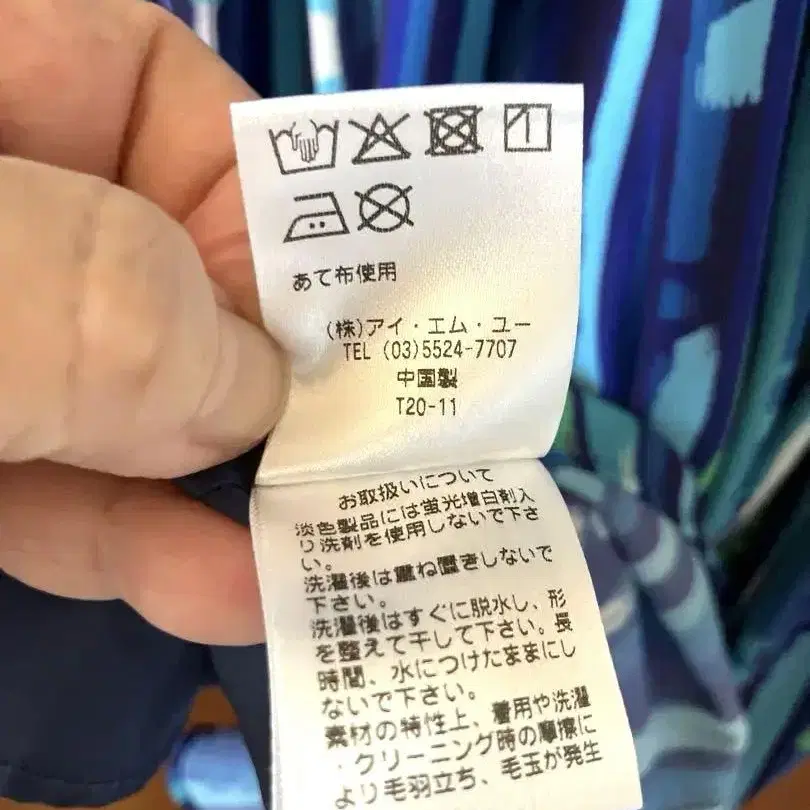 あて布使用
(株)アイ・エム・ユー
TEL (03)5524-7707
中国製
T20-11
お取扱いについて
淡色製品には蛍光増白剤入
り洗剤を使用しないで下さ
い。
洗濯後は重ね置きしないで
下さい。
洗濯後はすぐに脱水し、形
を整えて干して下さい。長
時間、水につけたままにし
ないで下さい。
素材の特性上、着用や洗濯
・クリーニング時の摩擦に
より毛羽立ち、毛玉が発生